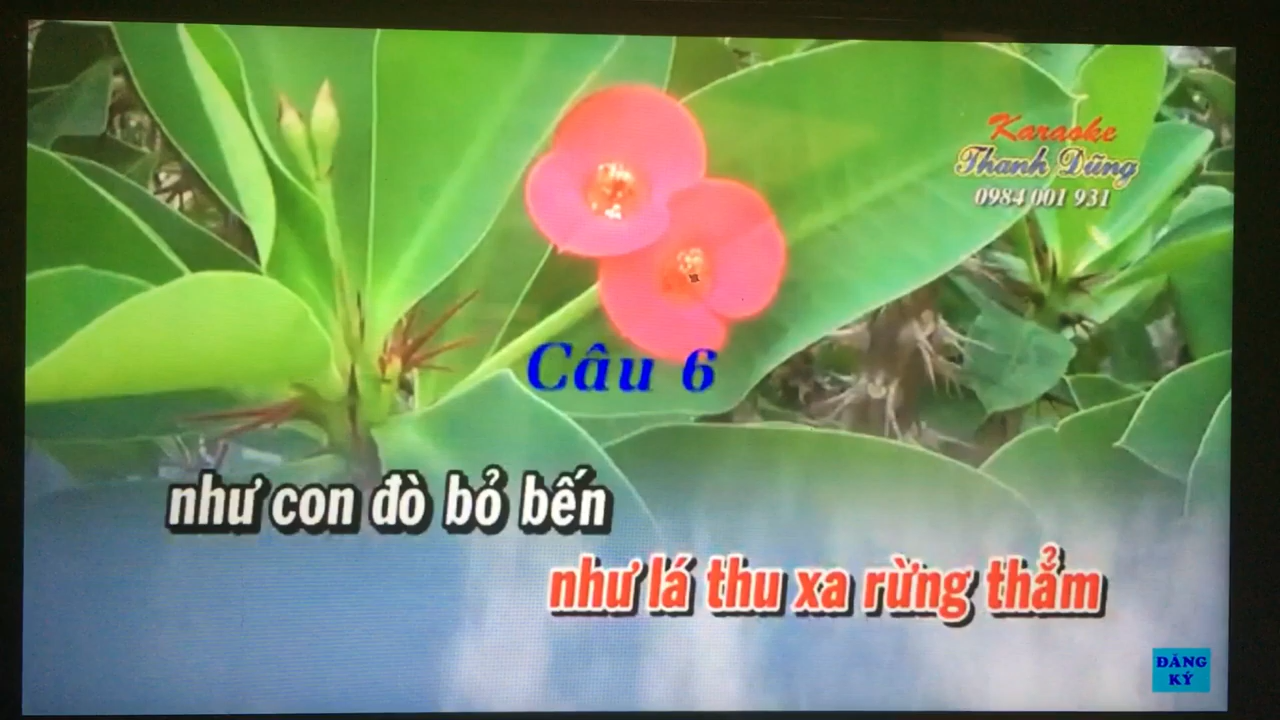 Karaoke
Thanh Dũng
0984 001 931
Câu 6
như con đò bỏ bến
như lá thu xa rừng thẳm
ĐĂNG
KÝ